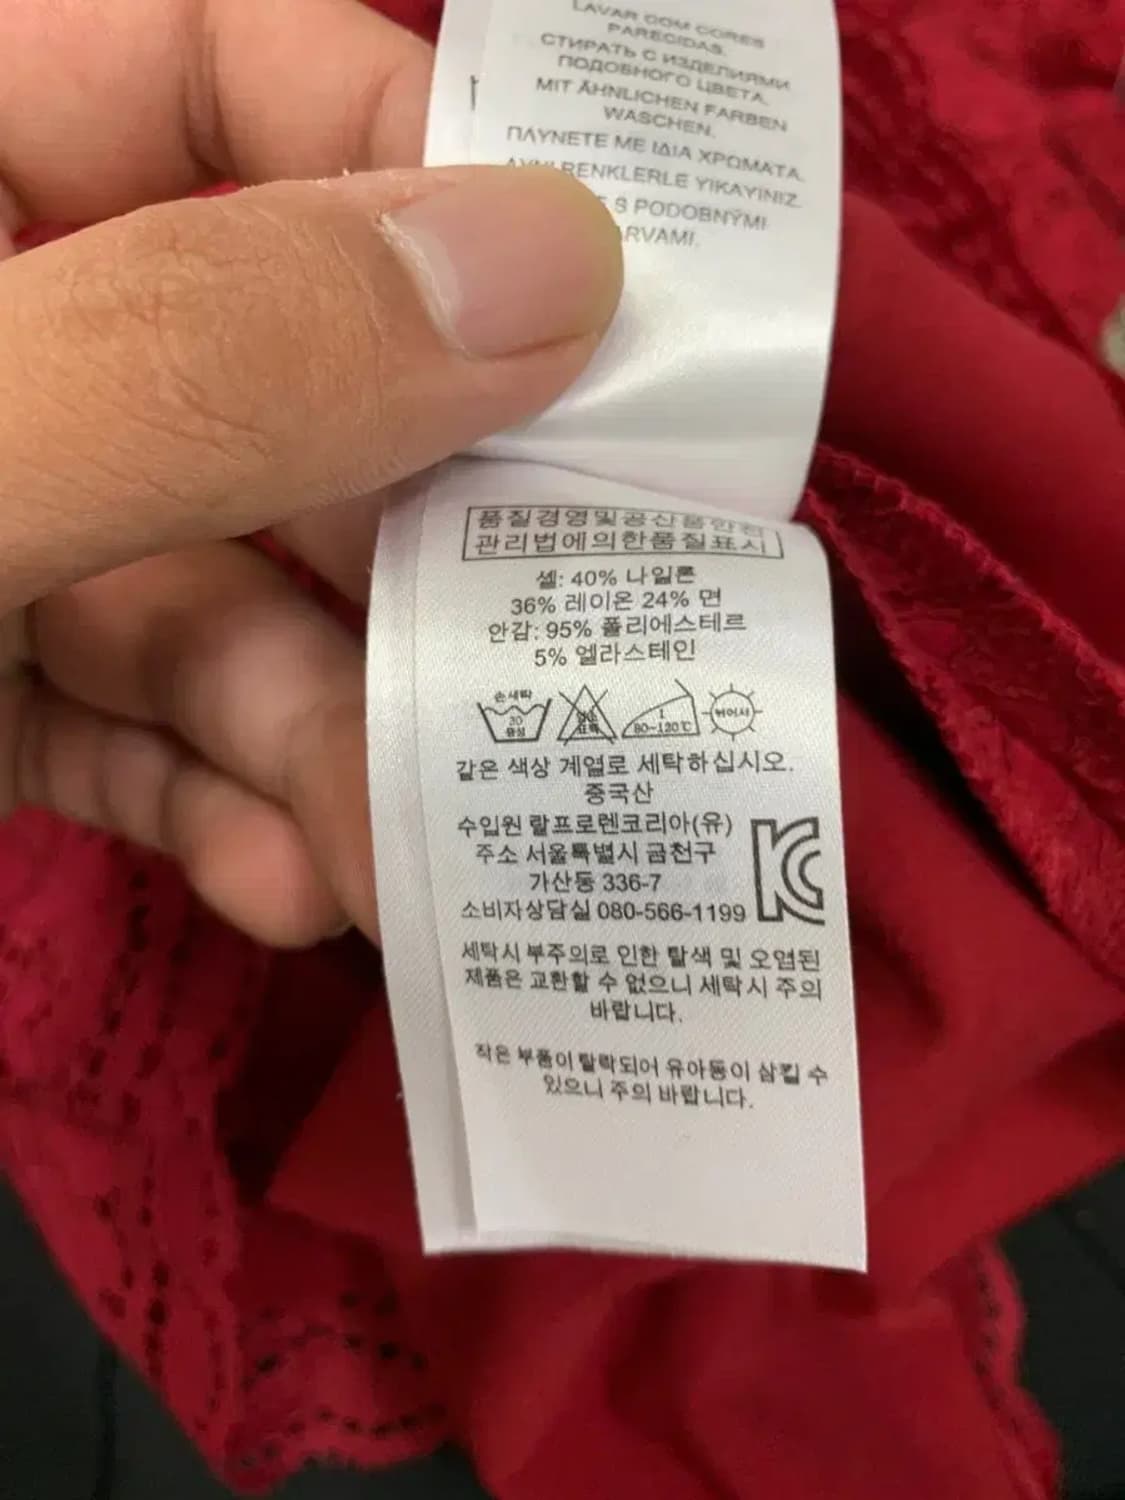 LAVAR COM CORES
PARECIDAS.
СТИРАТЬ С ИЗДЕЛИЯМИ
ПОДОБНОГО ЦВЕТА.
MIT ÄHNLICHEN FARBEN
WASCHEN.
ΠΛΥΝΕΤΕ ΜΕ ΙΔΙΑ ΧΡΩΜΑΤΑ.
RENKLERLE YIKAYINIZ.
S PODOBNÝMI
품질경영및공산품안전
관리법에의한품질표시
셸: 40% 나일론
36% 레이온 24% 면
안감: 95% 폴리에스테르
5% 엘라스테인
손세탁
30
중성
염소
표백
1
80~120℃
뉘어서
같은 색상 계열로 세탁하십시오.
중국산
수입원 랄프로렌코리아(유)
주소 서울특별시 금천구
가산동 336-7
소비자상담실 080-566-1199
세탁시 부주의로 인한 탈색 및 오염된
제품은 교환할 수 없으니 세탁시 주의
바랍니다.
작은 부품이 탈락되어 유아동이 삼킬 수
있으니 주의 바랍니다.